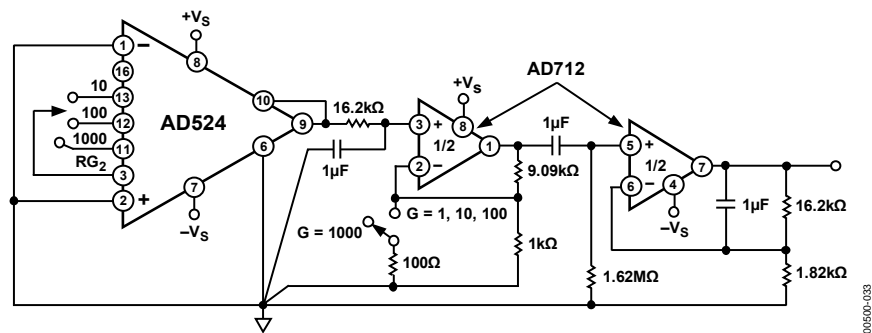 +VS
1
−
8
16
10
13
100
12
AD524
1000
11
RG2
3
2
+
7
−VS
10
9
6
16.2kΩ
1µF
AD712
+VS
3
+
8
1/2
1
2
−
G = 1, 10, 100
G = 1000
100Ω
9.09kΩ
1kΩ
1µF
5
+
1/2
7
6
−
4
−VS
1.62MΩ
1µF
16.2kΩ
1.82kΩ
00500-033